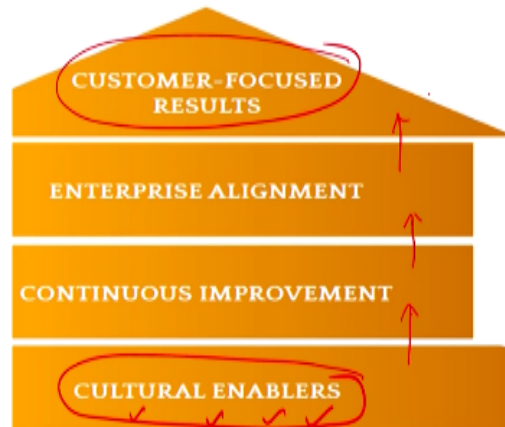 CUSTOMER-FOCUSED
RESULTS
ENTERPRISE ALIGNMENT
CONTINUOUS IMPROVEMENT
CULTURAL ENABLERS